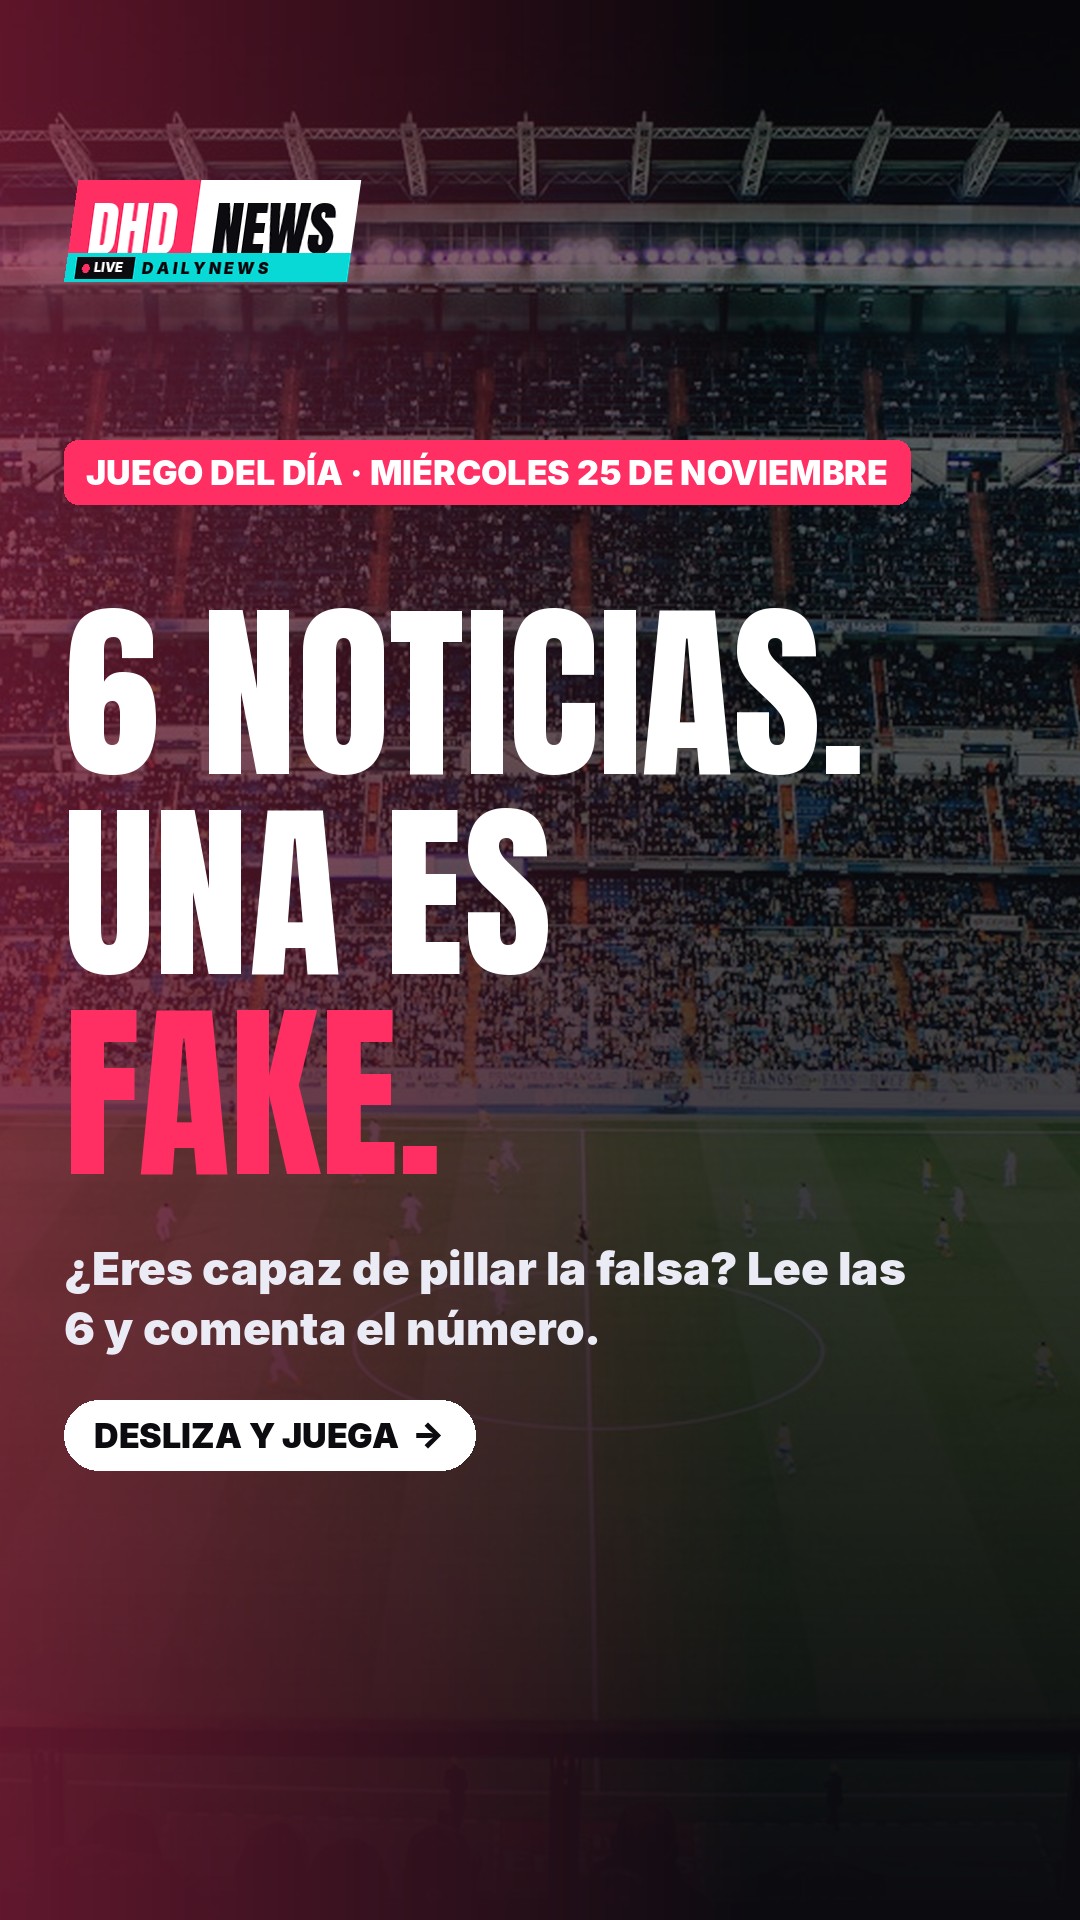 DHD NEWS
LIVE DAILYNEWS
JUEGO DEL DÍA · MIÉRCOLES 25 DE NOVIEMBRE
6 NOTICIAS.
UNA ES
FAKE.
¿Eres capaz de pillar la falsa? Lee las
6 y comenta el número.
DESLIZA Y JUEGA →